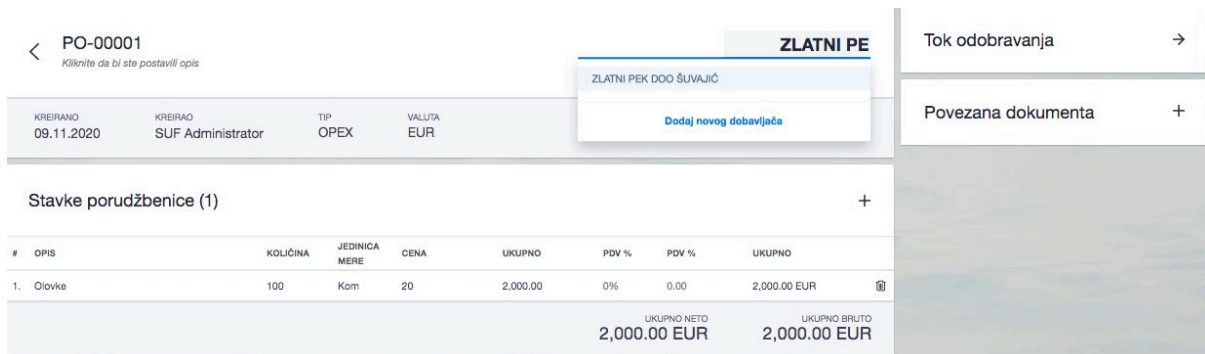 PO-00001
Kliknite da bi ste postavili opis
ZLATNI PE
ZLATNI PEK DOO ŠUVAJIČ
Dodaj novog dobavljača
KREIRANO KREIRAO TIP VALUTA
09.11.2020 SUF Administrator OPEX EUR
Stavke porudžbenice (1)
# OPIS KOLIČINA JEDINICA MERE CENA UKUPNO PDV % PDV % UKUPNO
1. Olovke 100 Kom 20 2,000.00 0% 0.00 2,000.00 EUR
UKUPNO NETO UKUPNO BRUTO
2,000.00 EUR 2,000.00 EUR
Tok odobravanja
Povezana dokumenta